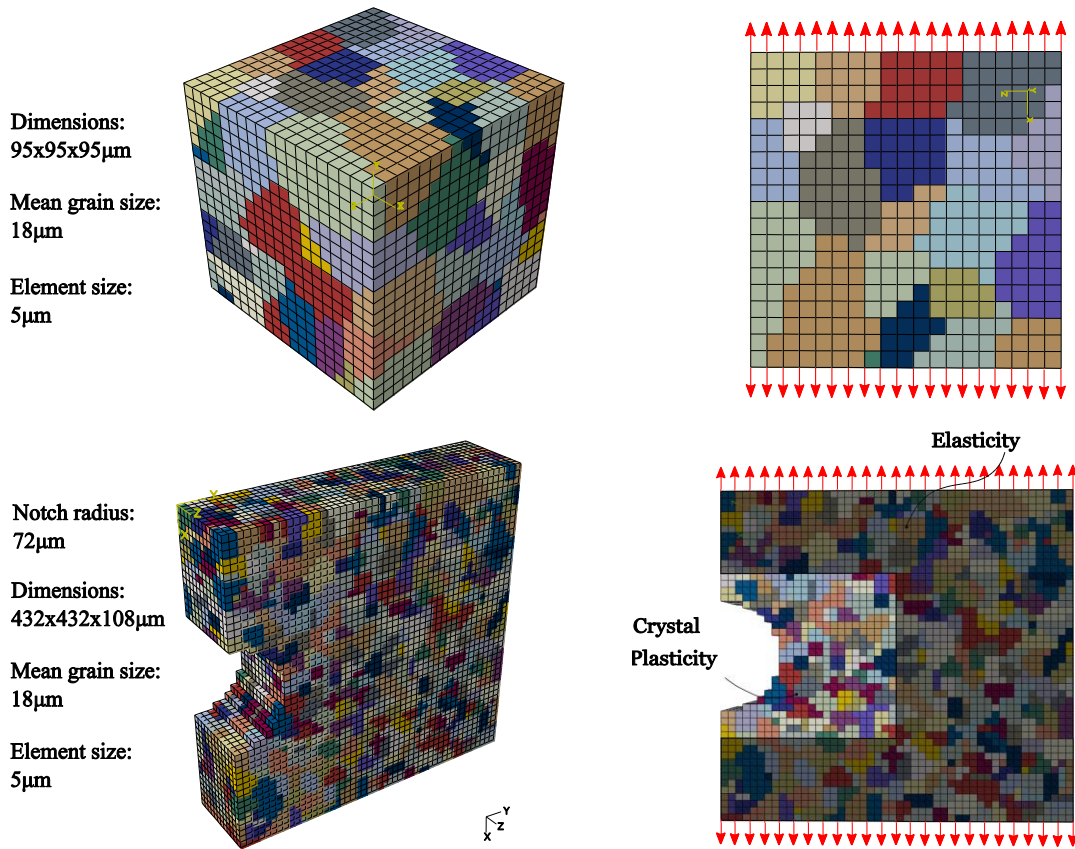 Dimensions:
95x95x95μm
Mean grain size:
18μm
Element size:
5μm
Elasticity
Notch radius:
72μm
Dimensions:
432x432x108μm
Mean grain size:
18μm
Element size:
5μm
Crystal
Plasticity
Y
Z
X